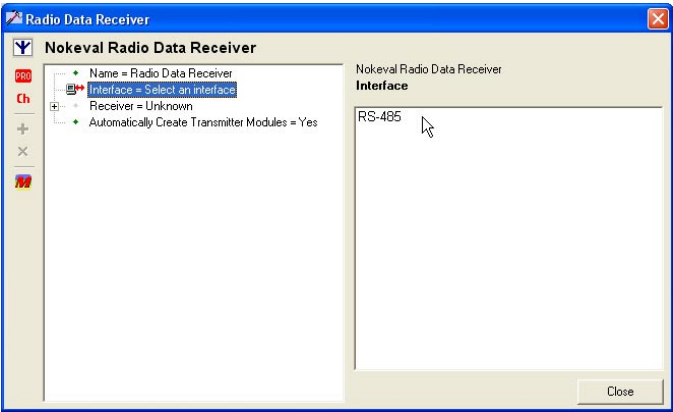 Radio Data Receiver
Nokeval Radio Data Receiver
PRO
Ch
M
Name = Radio Data Receiver
Interface = Select an interface
Receiver = Unknown
Automatically Create Transmitter Modules = Yes
Nokeval Radio Data Receiver
Interface
RS-485
Close